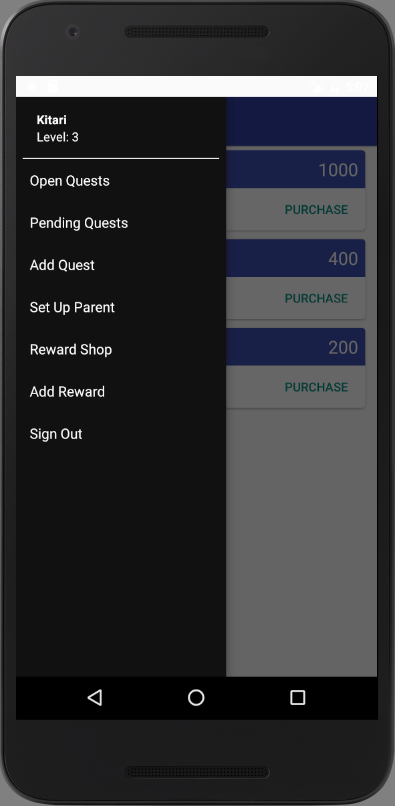 Kitari
Level: 3
Open Quests
Pending Quests
Add Quest
Set Up Parent
Reward Shop
Add Reward
Sign Out
1000
PURCHASE
400
PURCHASE
200
PURCHASE